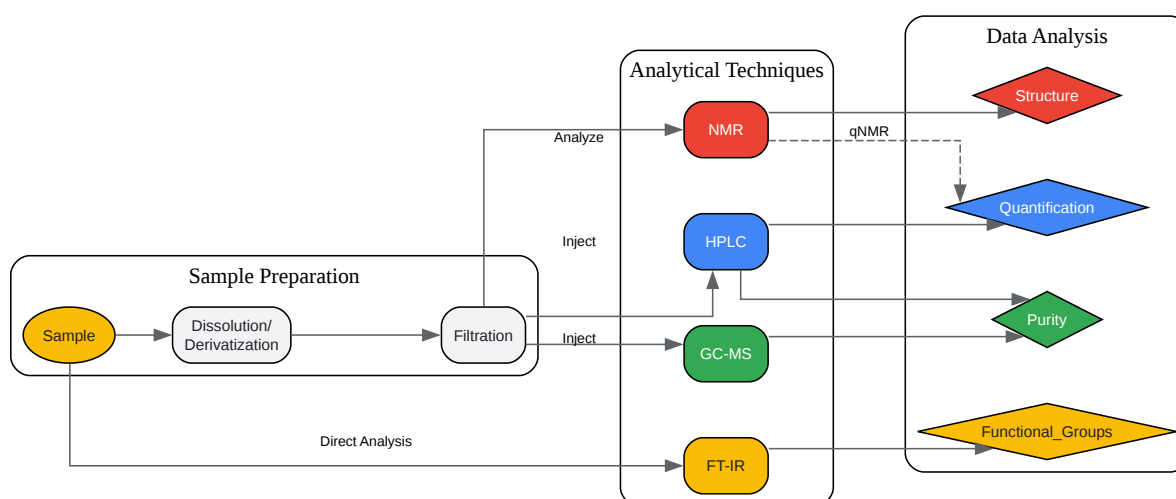 Data Analysis
Analytical Techniques
Structure
NMR
Analyze
qNMR
Quantification
HPLC
Inject
Sample Preparation
Sample
Dissolution/
Derivatization
Filtration
Inject
GC-MS
Purity
Direct Analysis
FT-IR
Functional_Groups